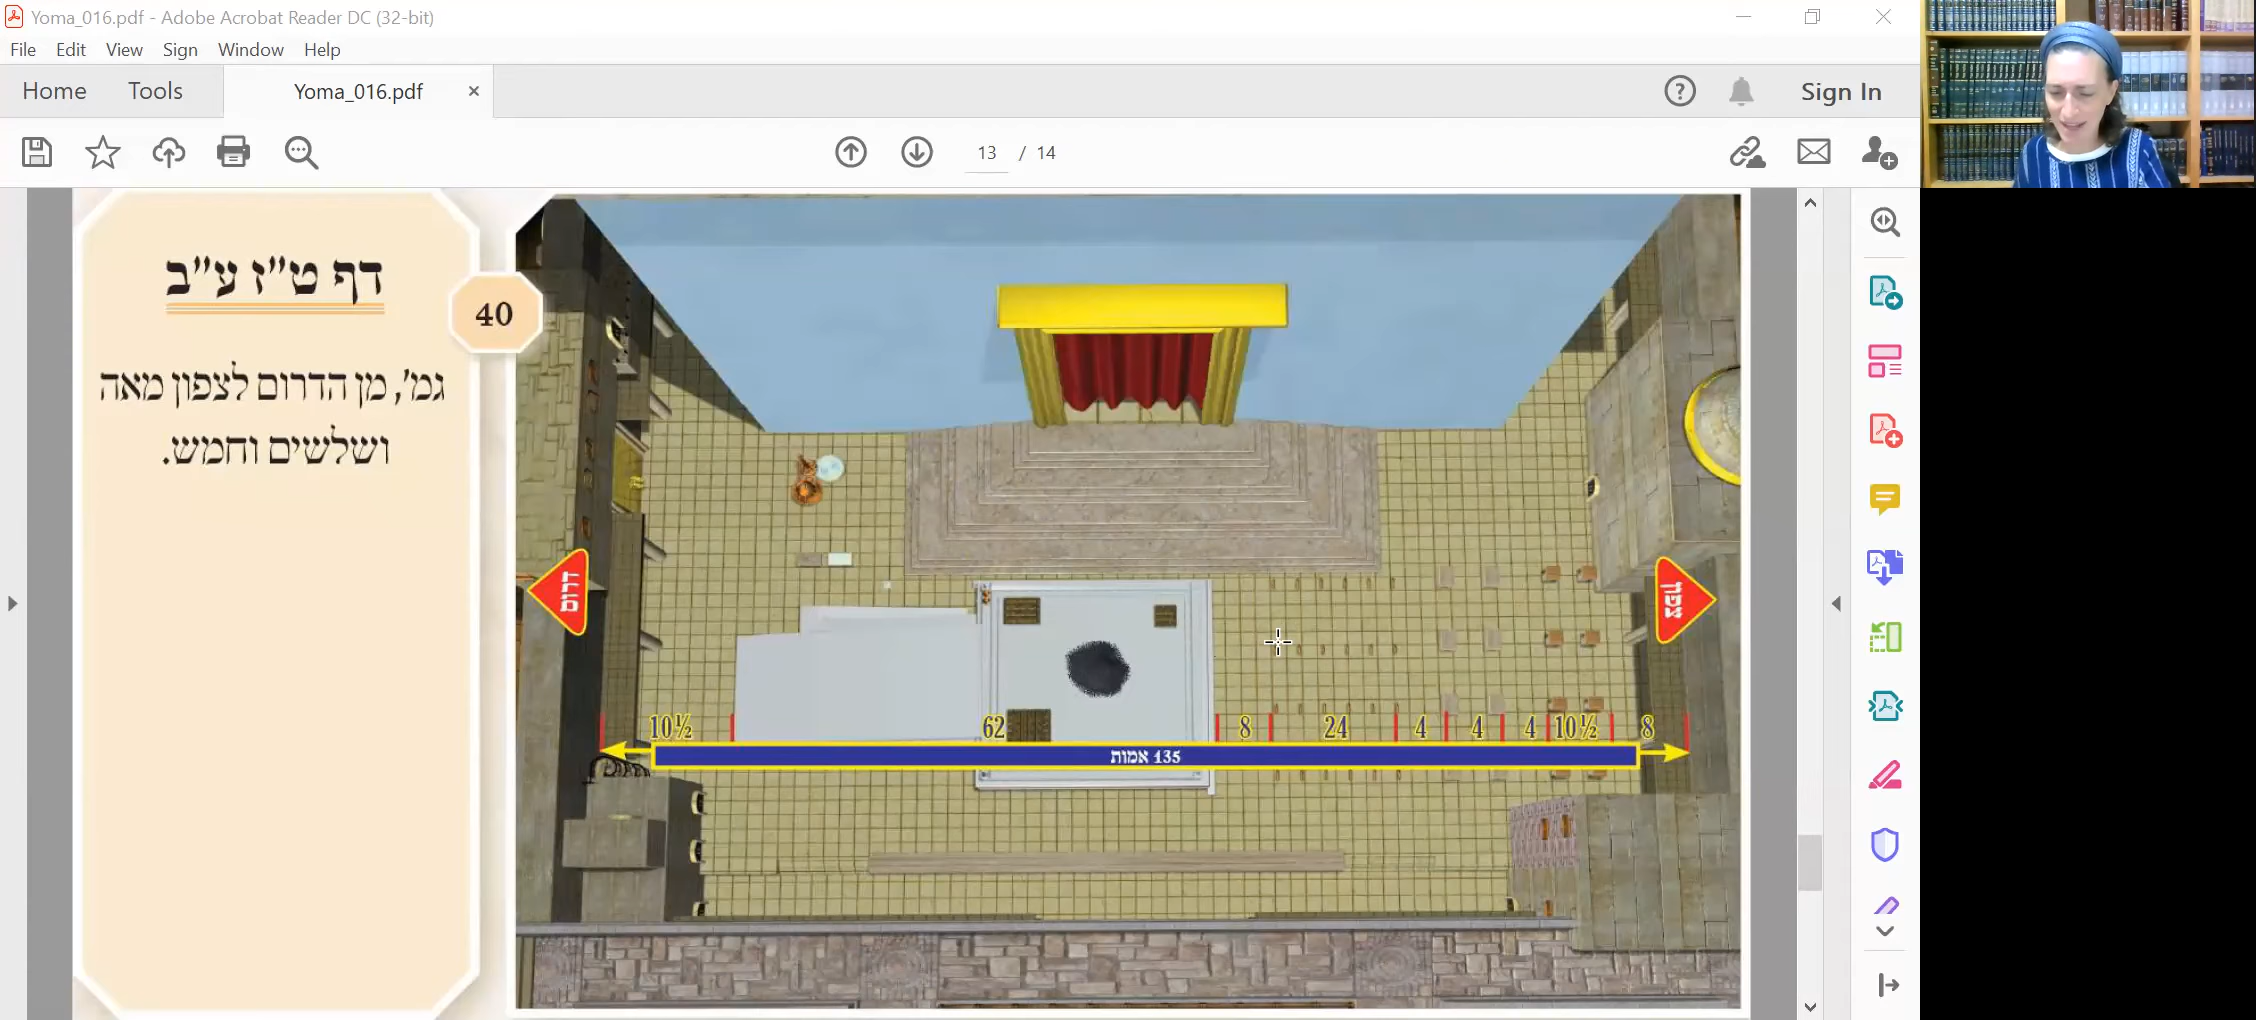 Yoma_016.pdf - Adobe Acrobat Reader DC (32-bit)
File Edit View Sign Window Help
Home Tools Yoma_016.pdf × ? Sign In
13 / 14
דף ט"ז ע"ב
40
גמ', מן הדרום לצפון מאה
ושלשים וחמש.
דרום
צפון
10½ 62 8 24 4 4 4 10½ 8
135 אמות